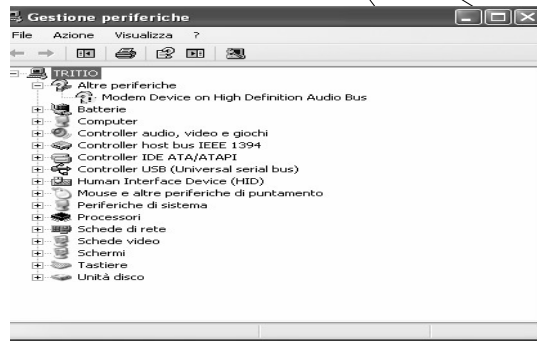 Gestione periferiche
File Azione Visualizza ?
TRITIO
Altre periferiche
Modem Device on High Definition Audio Bus
Batterie
Computer
Controller audio, video e giochi
Controller host bus IEEE 1394
Controller IDE ATA/ATAPI
Controller USB (Universal serial bus)
Human Interface Device (HID)
Mouse e altre periferiche di puntamento
Periferiche di sistema
Processori
Schede di rete
Schede video
Schermi
Tastiere
Unità disco